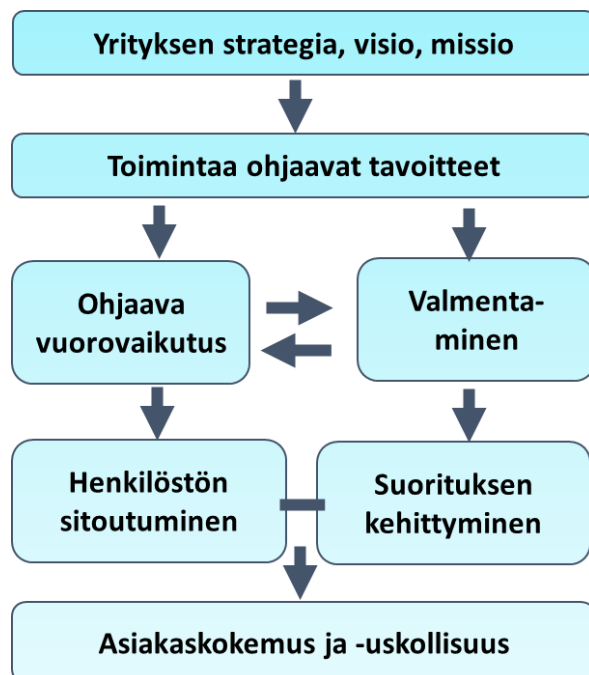 Yrityksen strategia, visio, missio
Toimintaa ohjaavat tavoitteet
Ohjaava
vuorovaikutus
Valmenta-
minen
Henkilöstön
sitoutuminen
Suorituksen
kehittyminen
Asiakaskokemus ja -uskollisuus